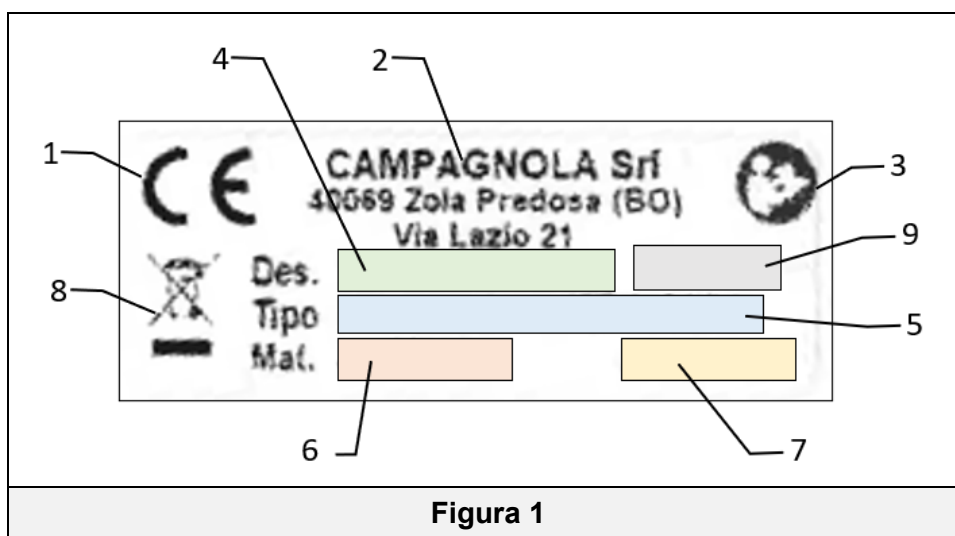 4
2
1
CE
CAMPAGNOLA Srl
3
40069 Zola Predosa (BO)
Via Lazio 21
9
8
Des.
Tipo
5
Mat.
6
7
Figura 1